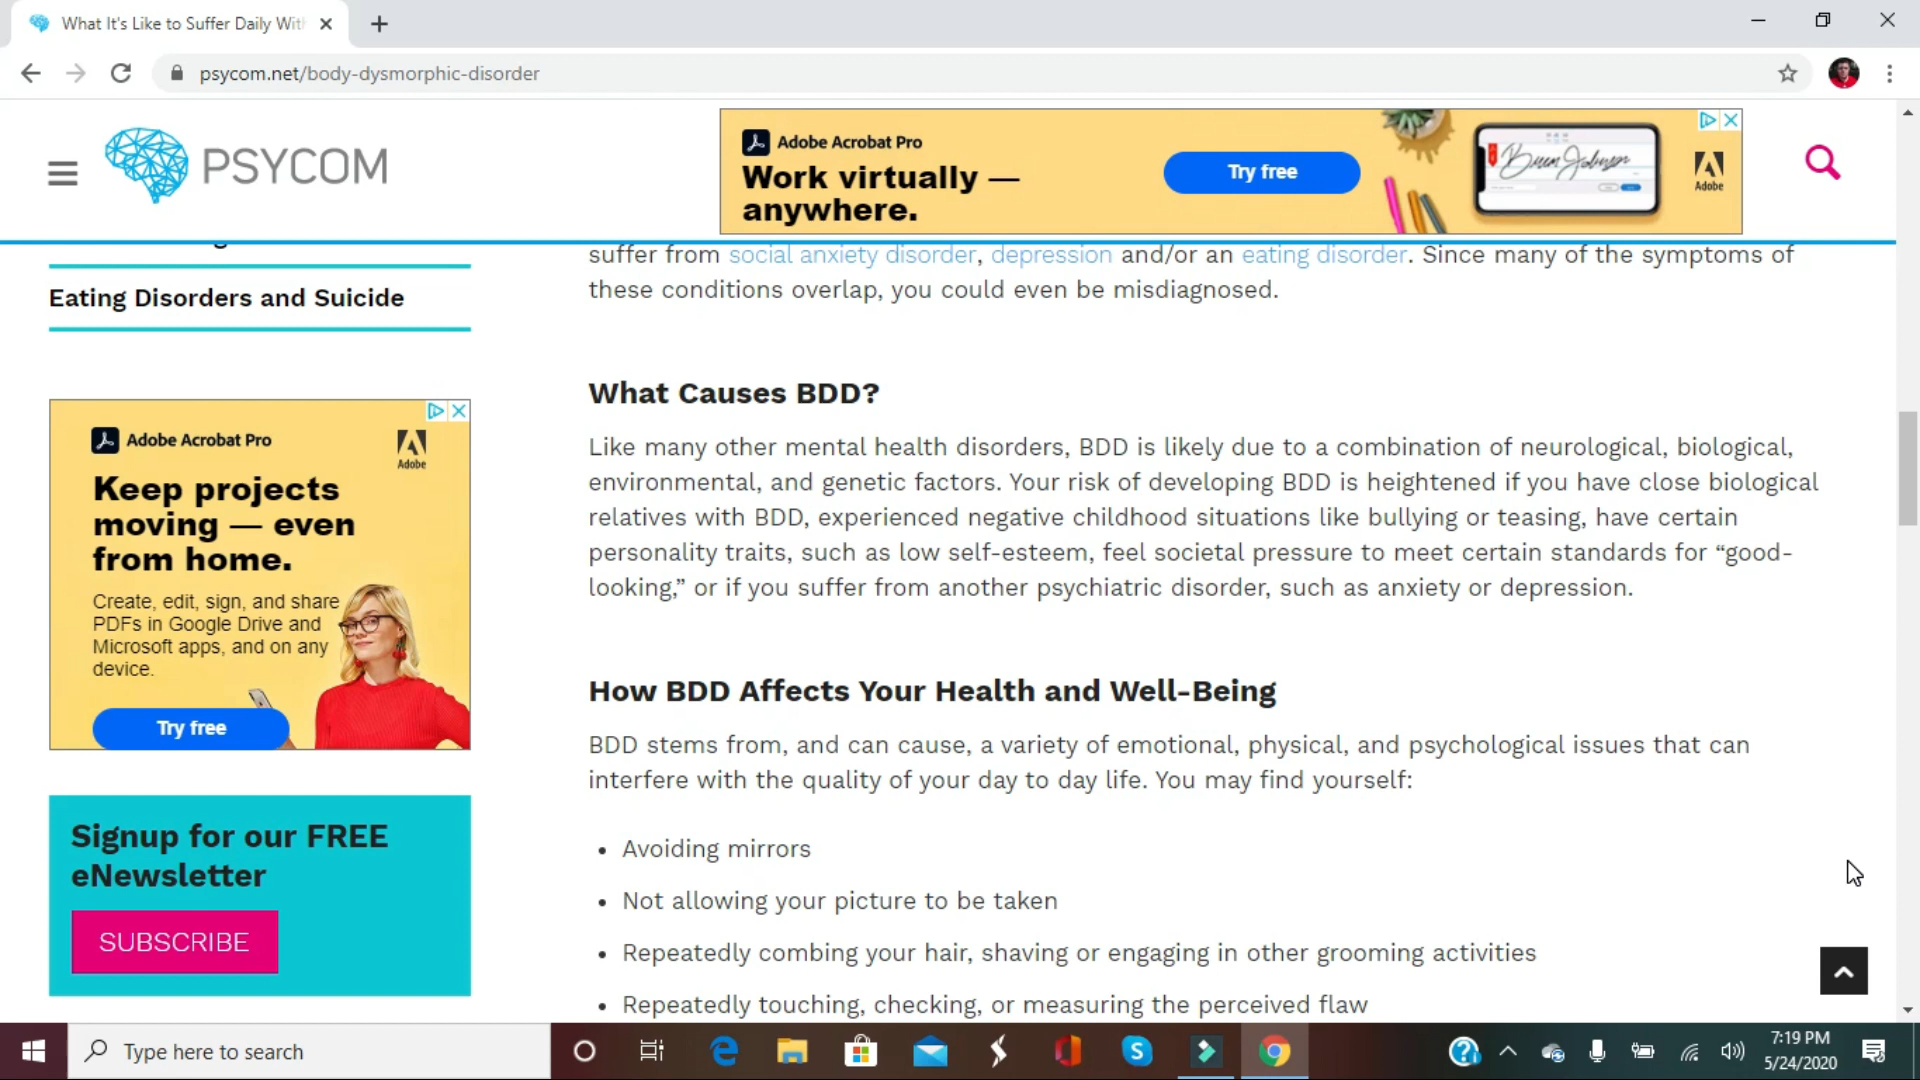 What It's Like to Suffer Daily With
psycom.net/body-dysmorphic-disorder
PSYCOM
Adobe Acrobat Pro
Work virtually —
anywhere.
Try free
Adobe
Eating Disorders and Suicide
Adobe Acrobat Pro
Adobe
Keep projects
moving — even
from home.
Create, edit, sign, and share
PDFs in Google Drive and
Microsoft apps, and on any
device.
Try free
Signup for our FREE
eNewsletter
SUBSCRIBE
suffer from social anxiety disorder, depression and/or an eating disorder. Since many of the symptoms of
these conditions overlap, you could even be misdiagnosed.
What Causes BDD?
Like many other mental health disorders, BDD is likely due to a combination of neurological, biological,
environmental, and genetic factors. Your risk of developing BDD is heightened if you have close biological
relatives with BDD, experienced negative childhood situations like bullying or teasing, have certain
personality traits, such as low self-esteem, feel societal pressure to meet certain standards for “good-
looking,” or if you suffer from another psychiatric disorder, such as anxiety or depression.
How BDD Affects Your Health and Well-Being
BDD stems from, and can cause, a variety of emotional, physical, and psychological issues that can
interfere with the quality of your day to day life. You may find yourself:
• Avoiding mirrors
• Not allowing your picture to be taken
• Repeatedly combing your hair, shaving or engaging in other grooming activities
• Repeatedly touching, checking, or measuring the perceived flaw
Type here to search
7:19 PM
5/24/2020